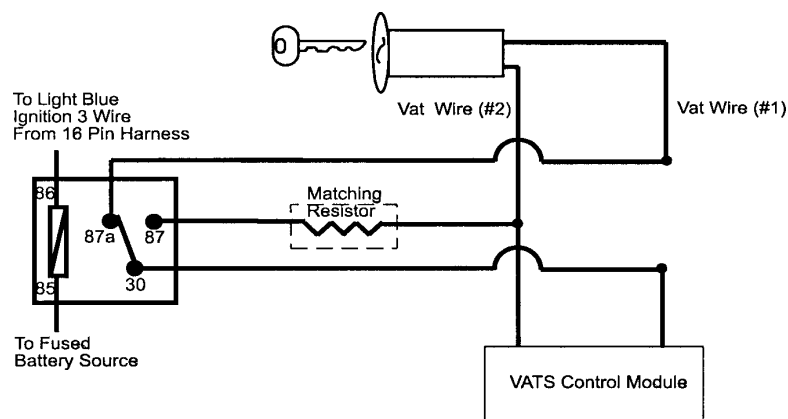 Vat Wire (#2)
Vat Wire (#1)
To Light Blue
Ignition 3 Wire
From 16 Pin Harness
86
87a
87
Matching
Resistor
85
30
To Fused
Battery Source
VATS Control Module